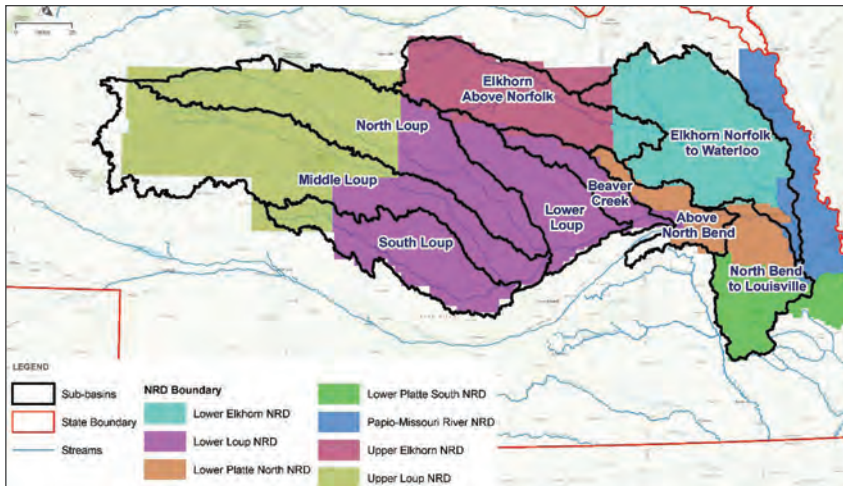 Elkhorn
Above Norfolk
North Loup
Elkhorn Norfolk
to Waterloo
Middle Loup
Beaver
Creek
Lower
Loup
Above
North Bend
South Loup
North Bend
to Louisville
LEGEND
Sub-basins
State Boundary
Streams
NRD Boundary
Lower Elkhorn NRD
Lower Loup NRD
Lower Platte North NRD
Lower Platte South NRD
Papio-Missouri River NRD
Upper Elkhorn NRD
Upper Loup NRD